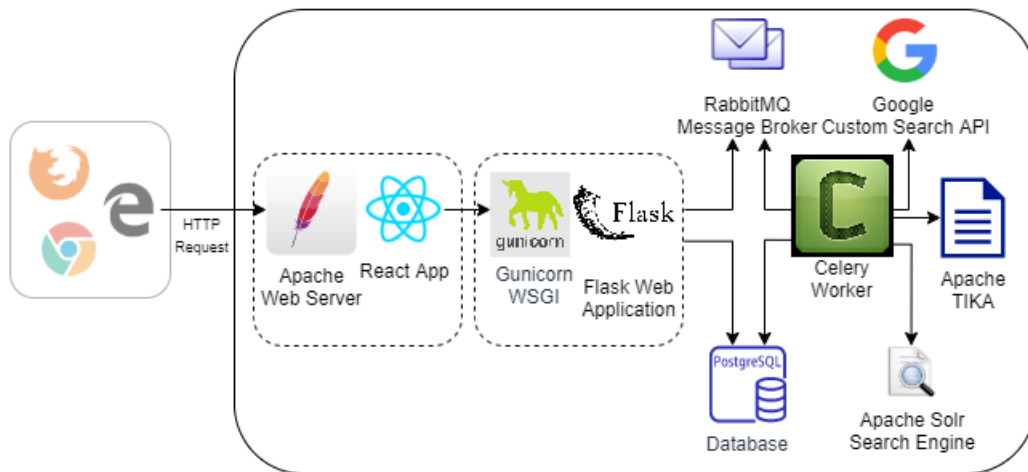 HTTP
Request
Apache
Web Server
React App
gunicorn
Gunicorn
WSGI
Flask
Flask Web
Application
RabbitMQ
Message Broker
Google
Custom Search API
Celery
Worker
Apache
TIKA
PostgreSQL
Database
Apache Solr
Search Engine